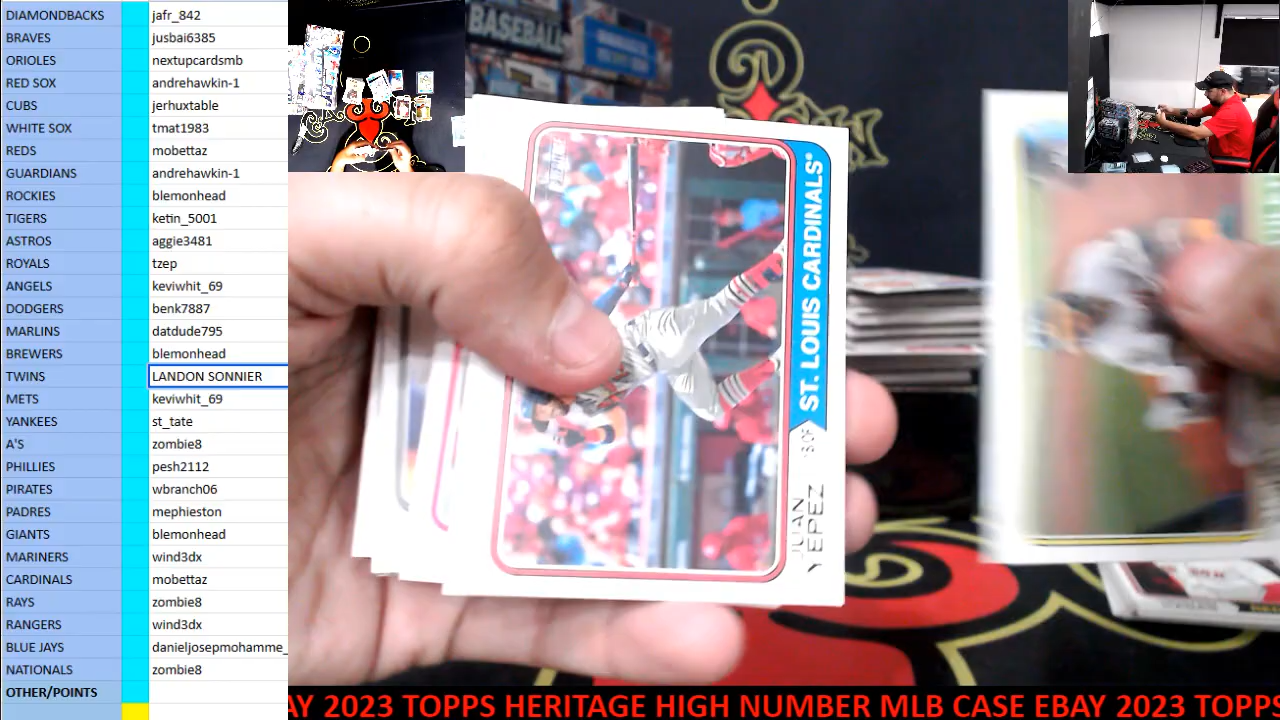 DIAMONDBACKS jafr_842
BRAVES jusbai6385
ORIOLES nextupcardsmb
RED SOX andrehawkin-1
CUBS jerhuxtable
WHITE SOX tmat1983
REDS mobettaz
GUARDIANS andrehawkin-1
ROCKIES blemonhead
TIGERS ketin_5001
ASTROS aggie3481
ROYALS tzep
ANGELS keviwhit_69
DODGERS benk7887
MARLINS datdude795
BREWERS blemonhead
TWINS LANDON SONNIER
METS keviwhit_69
YANKEES st_tate
A'S zombie8
PHILLIES pesh2112
PIRATES wbranch06
PADRES mephieston
GIANTS blemonhead
MARINERS wind3dx
CARDINALS mobettaz
RAYS zombie8
RANGERS wind3dx
BLUE JAYS danieljosepmohamme_
NATIONALS zombie8
OTHER/POINTS
BASEBALL
ST. LOUIS CARDINALS®
JUAN
YEPEZ
AY 2023 TOPPS HERITAGE HIGH NUMBER MLB CASE EBAY 2023 TOPPS